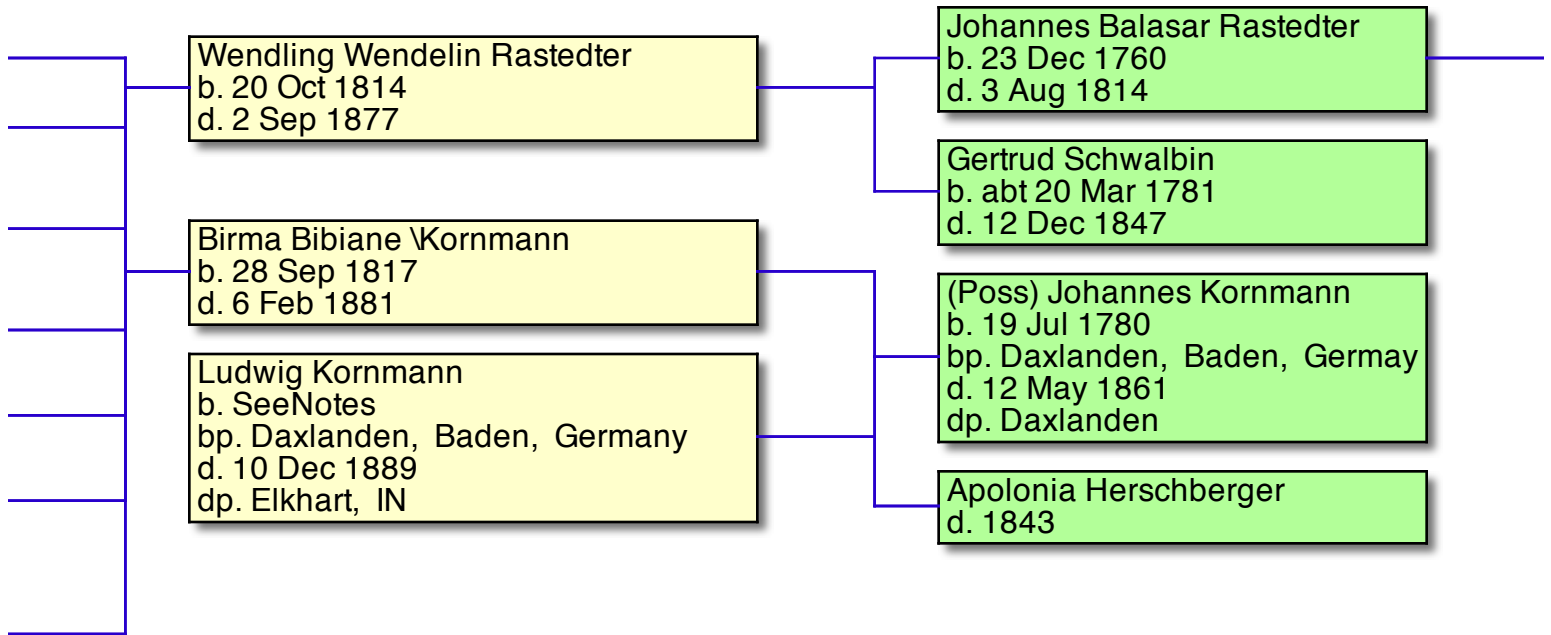 Wendling Wendelin Rastedter
b. 20 Oct 1814
d. 2 Sep 1877
Birma Bibiane \Kornmann
b. 28 Sep 1817
d. 6 Feb 1881
Ludwig Kornmann
b. SeeNotes
bp. Daxlanden, Baden, Germany
d. 10 Dec 1889
dp. Elkhart, IN
Johannes Balasar Rastedter
b. 23 Dec 1760
d. 3 Aug 1814
Gertrud Schwalbin
b. abt 20 Mar 1781
d. 12 Dec 1847
(Poss) Johannes Kornmann
b. 19 Jul 1780
bp. Daxlanden, Baden, Germay
d. 12 May 1861
dp. Daxlanden
Apolonia Herschberger
d. 1843